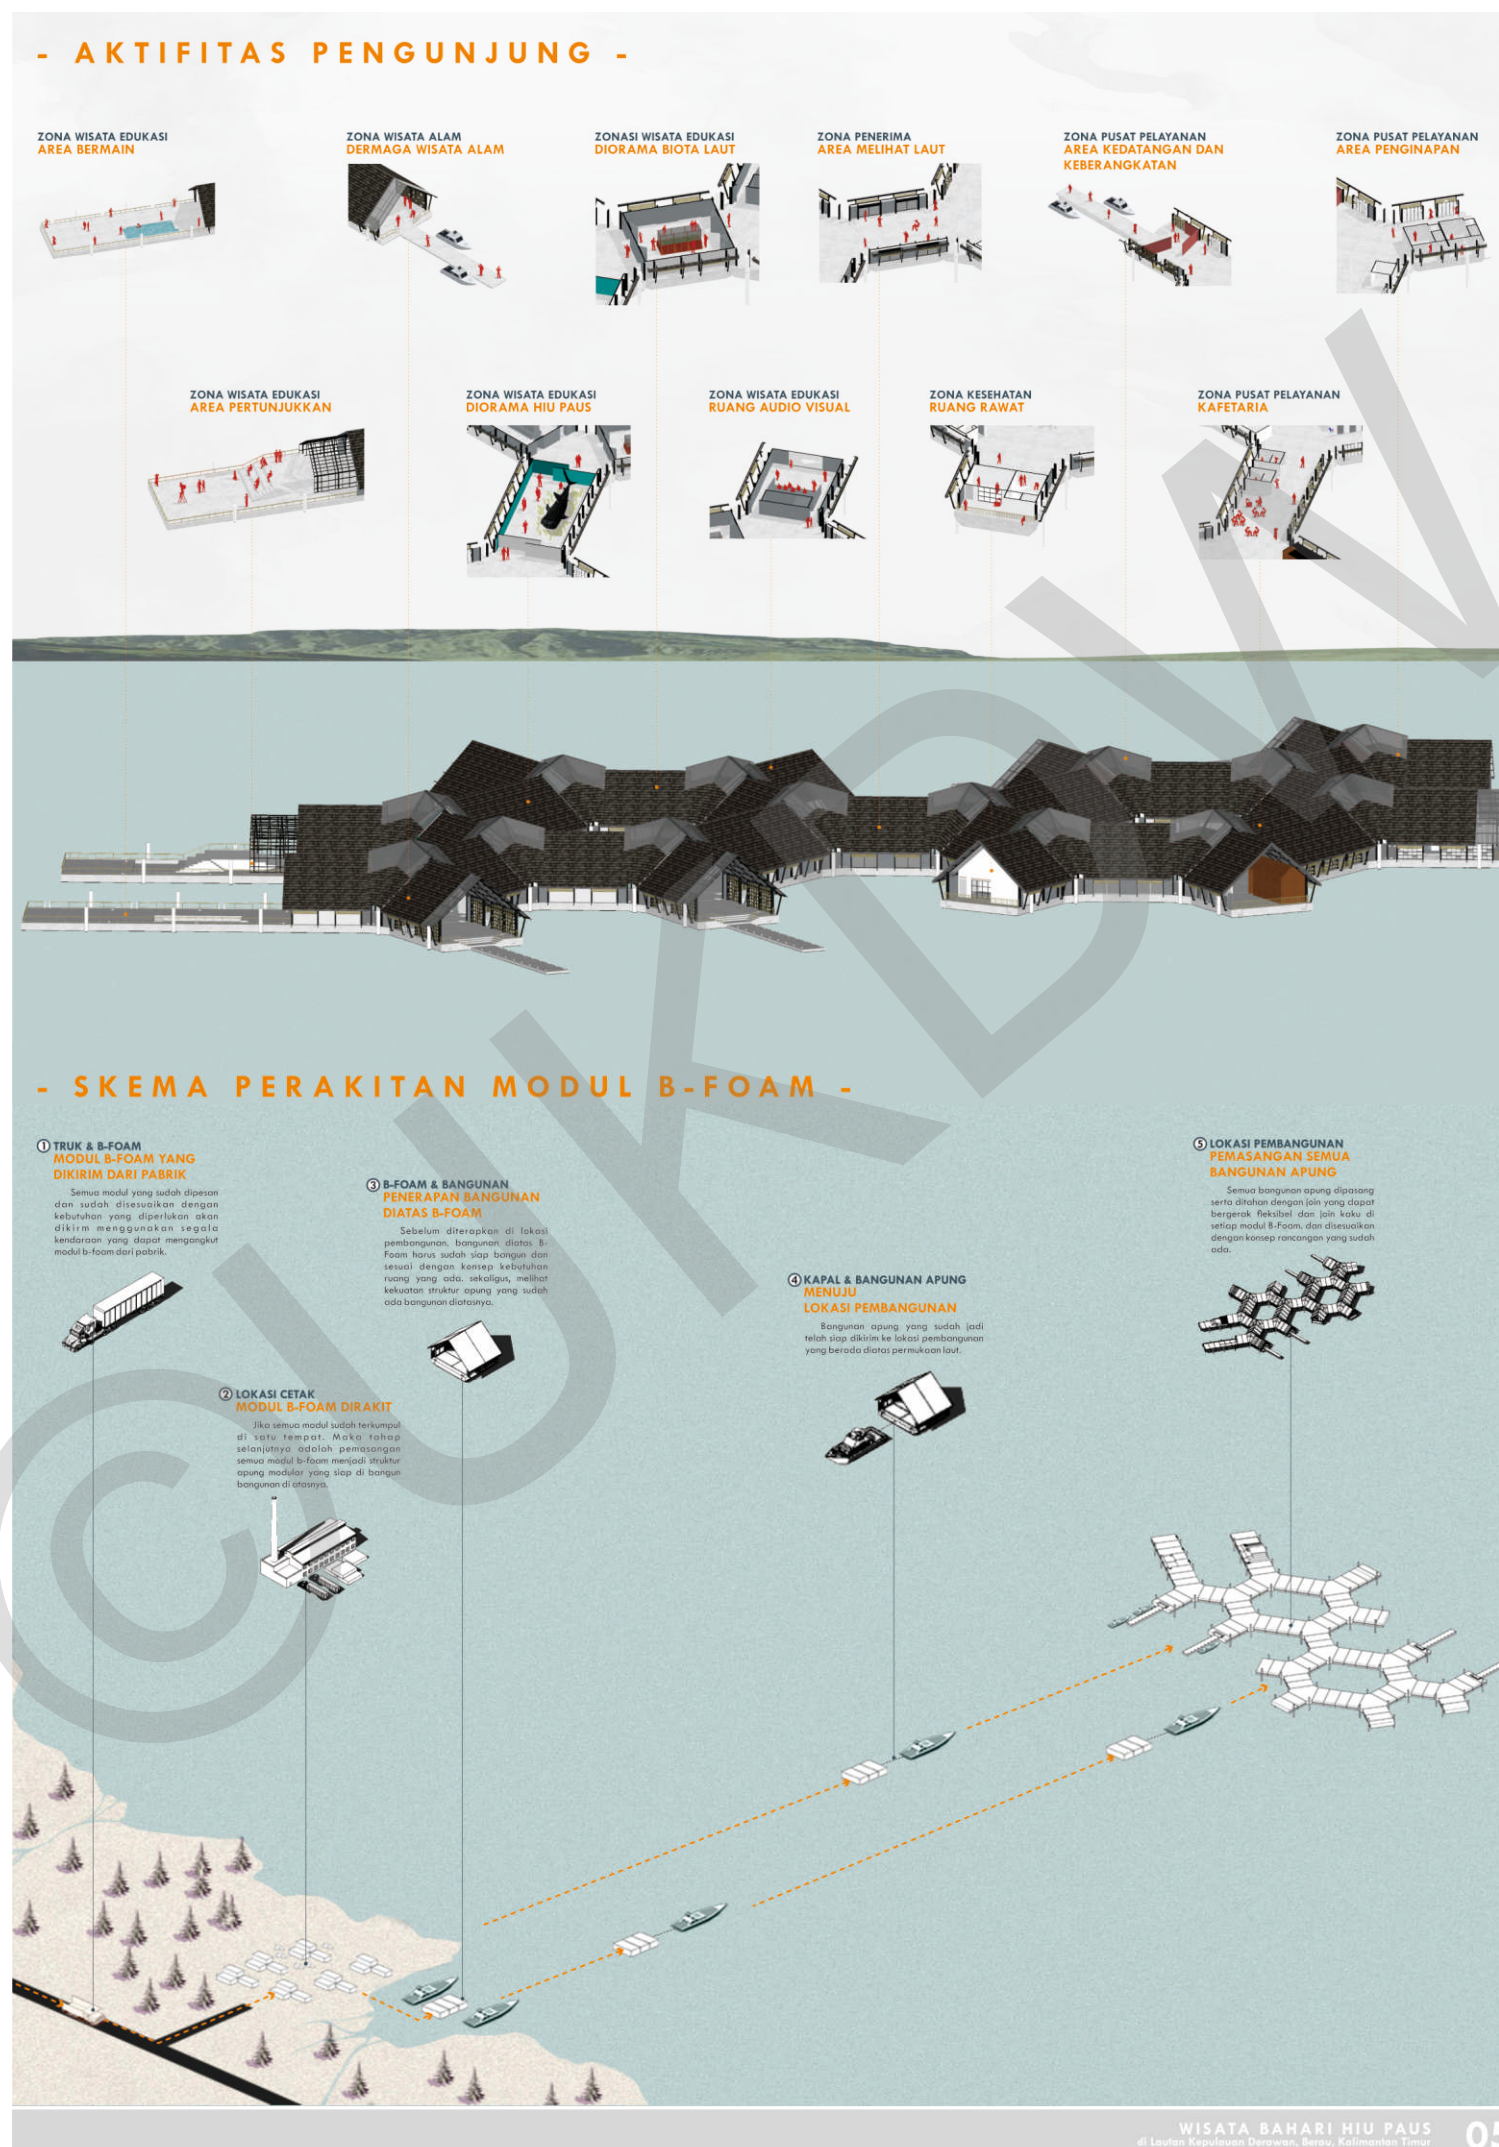 - AKTIFITAS PENGUNJUNG -
ZONA WISATA EDUKASI
AREA BERMAIN
ZONA WISATA ALAM
DERMAGA WISATA ALAM
ZONASI WISATA EDUKASI
DIORAMA BIOTA LAUT
ZONA PENERIMA
AREA MELIHAT LAUT
ZONA PUSAT PELAYANAN
AREA KEDATANGAN DAN
KEBERANGKATAN
ZONA PUSAT PELAYANAN
AREA PENGINAPAN
ZONA WISATA EDUKASI
AREA PERTUNJUKKAN
ZONA WISATA EDUKASI
DIORAMA HIU PAUS
ZONA WISATA EDUKASI
RUANG AUDIO VISUAL
ZONA KESEHATAN
RUANG RAWAT
ZONA PUSAT PELAYANAN
KAFETARIA
- SKEMA PERAKITAN MODUL B-FOAM -
1 TRUK & B-FOAM
MODUL B-FOAM YANG
DIKIRIM DARI PABRIK
Semua modul yang sudah dipesan
dan sudah disesuaikan dengan
kebutuhan yang diperlukan akan
dikirm menggunakan segala
kendaraan yang dapat mengangkut
modul b-foam dari pabrik.
2 LOKASI CETAK
MODUL B-FOAM DIRAKIT
Jika semua modul sudah terkumpul
di satu tempat. Maka tahap
selanjutnya adalah pemasangan
semua modul b-foam menjadi struktur
apung modular yang siap di bangun
bangunan di atasnya.
3 B-FOAM & BANGUNAN
PENERAPAN BANGUNAN
DIATAS B-FOAM
Sebelum diterapkan di lokasi
pembangunan, bangunan diatas B-
Foam harus sudah siap bangun dan
sesuai dengan konsep kebutuhan
ruang yang ada. sekaligus, melihat
kekuatan struktur apung yang sudah
ada bangunan diatasnya.
4 KAPAL & BANGUNAN APUNG
MENUJU
LOKASI PEMBANGUNAN
Bangunan apung yang sudah jadi
telah siap dikirim ke lokasi pembangunan
yang berada diatas permukaan laut.
5 LOKASI PEMBANGUNAN
PEMASANGAN SEMUA
BANGUNAN APUNG
Semua bangunan apung dipasang
serta ditahan dengan join yang dapat
bergerak fleksibel dan join kaku di
setiap modul B-Foam. dan disesuaikan
dengan konsep rancangan yang sudah
ada.
©UKDW
WISATA BAHARI HIU PAUS
di Lautan Kepulauan Derawan, Berau, Kalimantan Timur
05